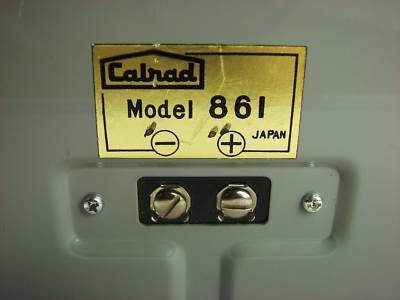 Calrad
Model 861
- +
JAPAN